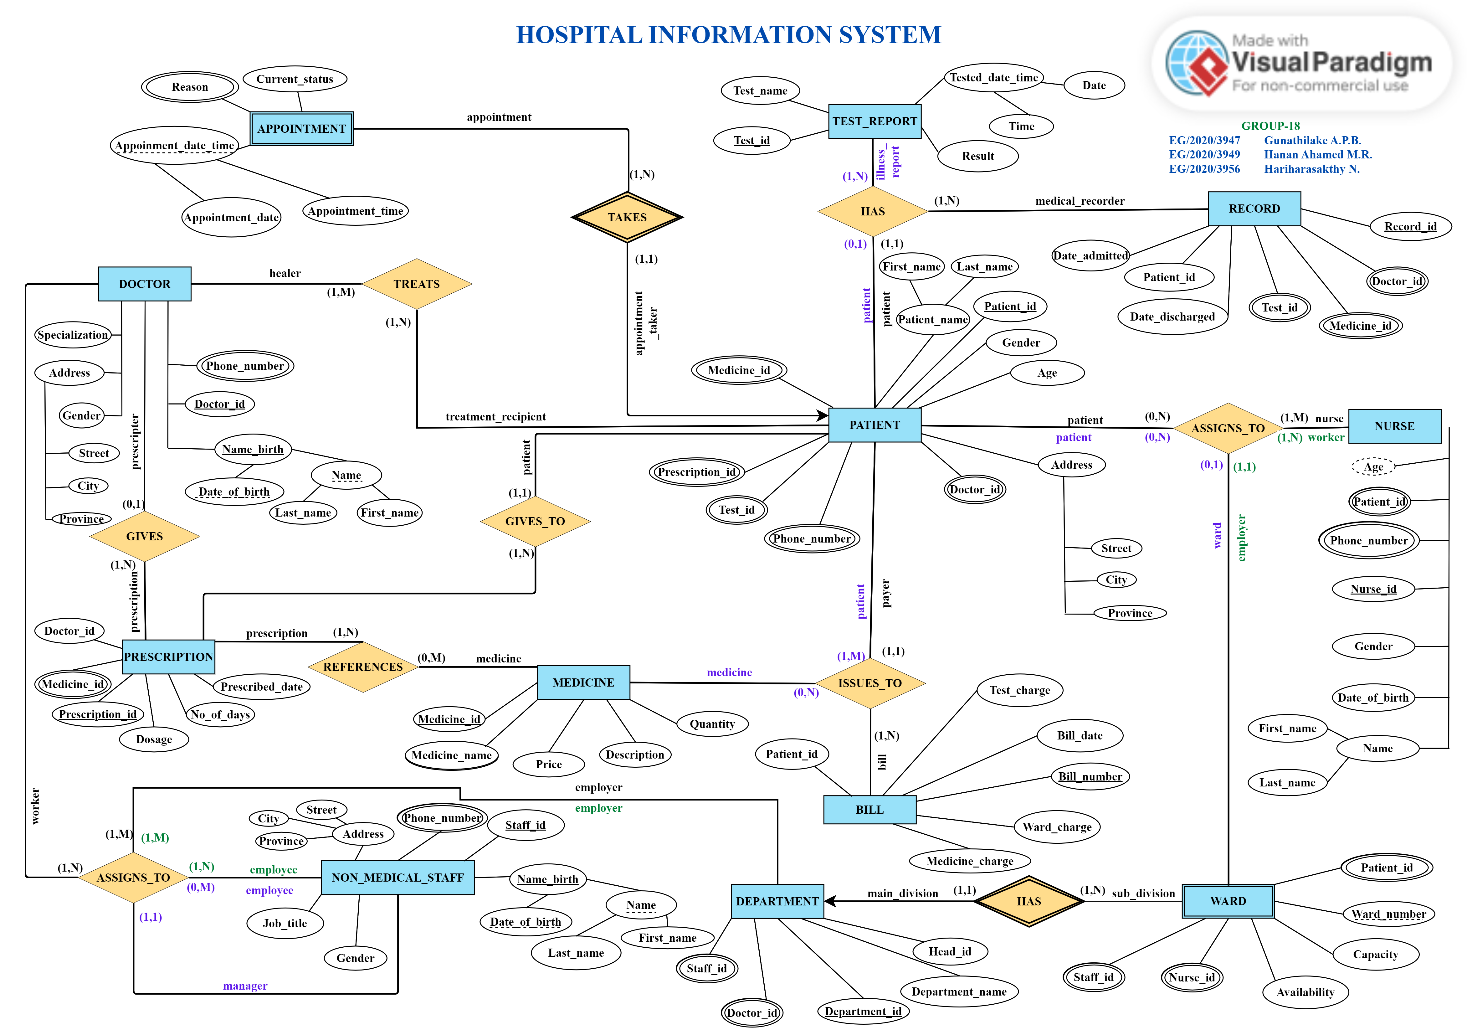 HOSPITAL INFORMATION SYSTEM
Made with
Visual Paradigm
For non-commercial use
GROUP-18
EG/2020/3947 Gunathilake A.P.B.
EG/2020/3949 Hanan Ahamed M.R.
EG/2020/3956 Hariharasakthy N.
Reason
Current_status
APPOINTMENT
Appoinment_date_time
Appointment_date
Appointment_time
appointment
(1,N)
TAKES
(1,1)
appointment
_taker
Test_name
Test_id
TEST_REPORT
Tested_date_time
Date
Time
Result
illness_
report
(1,N)
HAS
(1,N)
medical_recorder
(0,1)
(1,1)
patient
patient
RECORD
Record_id
Date_admitted
Patient_id
Date_discharged
Test_id
Medicine_id
Doctor_id
DOCTOR
healer
(1,M)
TREATS
(1,N)
treatment_recipient
Specialization
Address
Gender
Street
City
Province
Phone_number
Doctor_id
Name_birth
Date_of_birth
Name
Last_name
First_name
prescripter
(0,1)
GIVES
(1,N)
prescription
First_name
Last_name
Patient_name
Patient_id
Gender
Age
Medicine_id
PATIENT
Prescription_id
Test_id
Phone_number
Doctor_id
Address
Street
City
Province
patient
(1,1)
GIVES_TO
(1,N)
patient
patient
(0,N)
(0,N)
ASSIGNS_TO
(1,M)
nurse
(1,N)
worker
(0,1)
(1,1)
ward
employer
NURSE
Age
Patient_id
Phone_number
Nurse_id
Gender
Date_of_birth
First_name
Name
Last_name
Doctor_id
PRESCRIPTION
Medicine_id
Prescription_id
Dosage
No_of_days
Prescribed_date
prescription
(1,N)
REFERENCES
(0,M)
medicine
MEDICINE
Medicine_id
Medicine_name
Price
Description
Quantity
medicine
(0,N)
patient
payer
(1,M)
(1,1)
ISSUES_TO
(1,N)
bill
Test_charge
Bill_date
Bill_number
Patient_id
BILL
Ward_charge
Medicine_charge
worker
(1,N)
ASSIGNS_TO
(1,M)
(1,M)
employer
employer
(1,N)
(0,M)
employee
employee
(1,1)
manager
City
Street
Province
Address
Phone_number
Staff_id
NON_MEDICAL_STAFF
Job_title
Gender
Name_birth
Date_of_birth
Name
Last_name
First_name
DEPARTMENT
Staff_id
Doctor_id
Department_id
Department_name
Head_id
main_division
(1,1)
HAS
(1,N)
sub_division
WARD
Patient_id
Ward_number
Capacity
Availability
Staff_id
Nurse_id